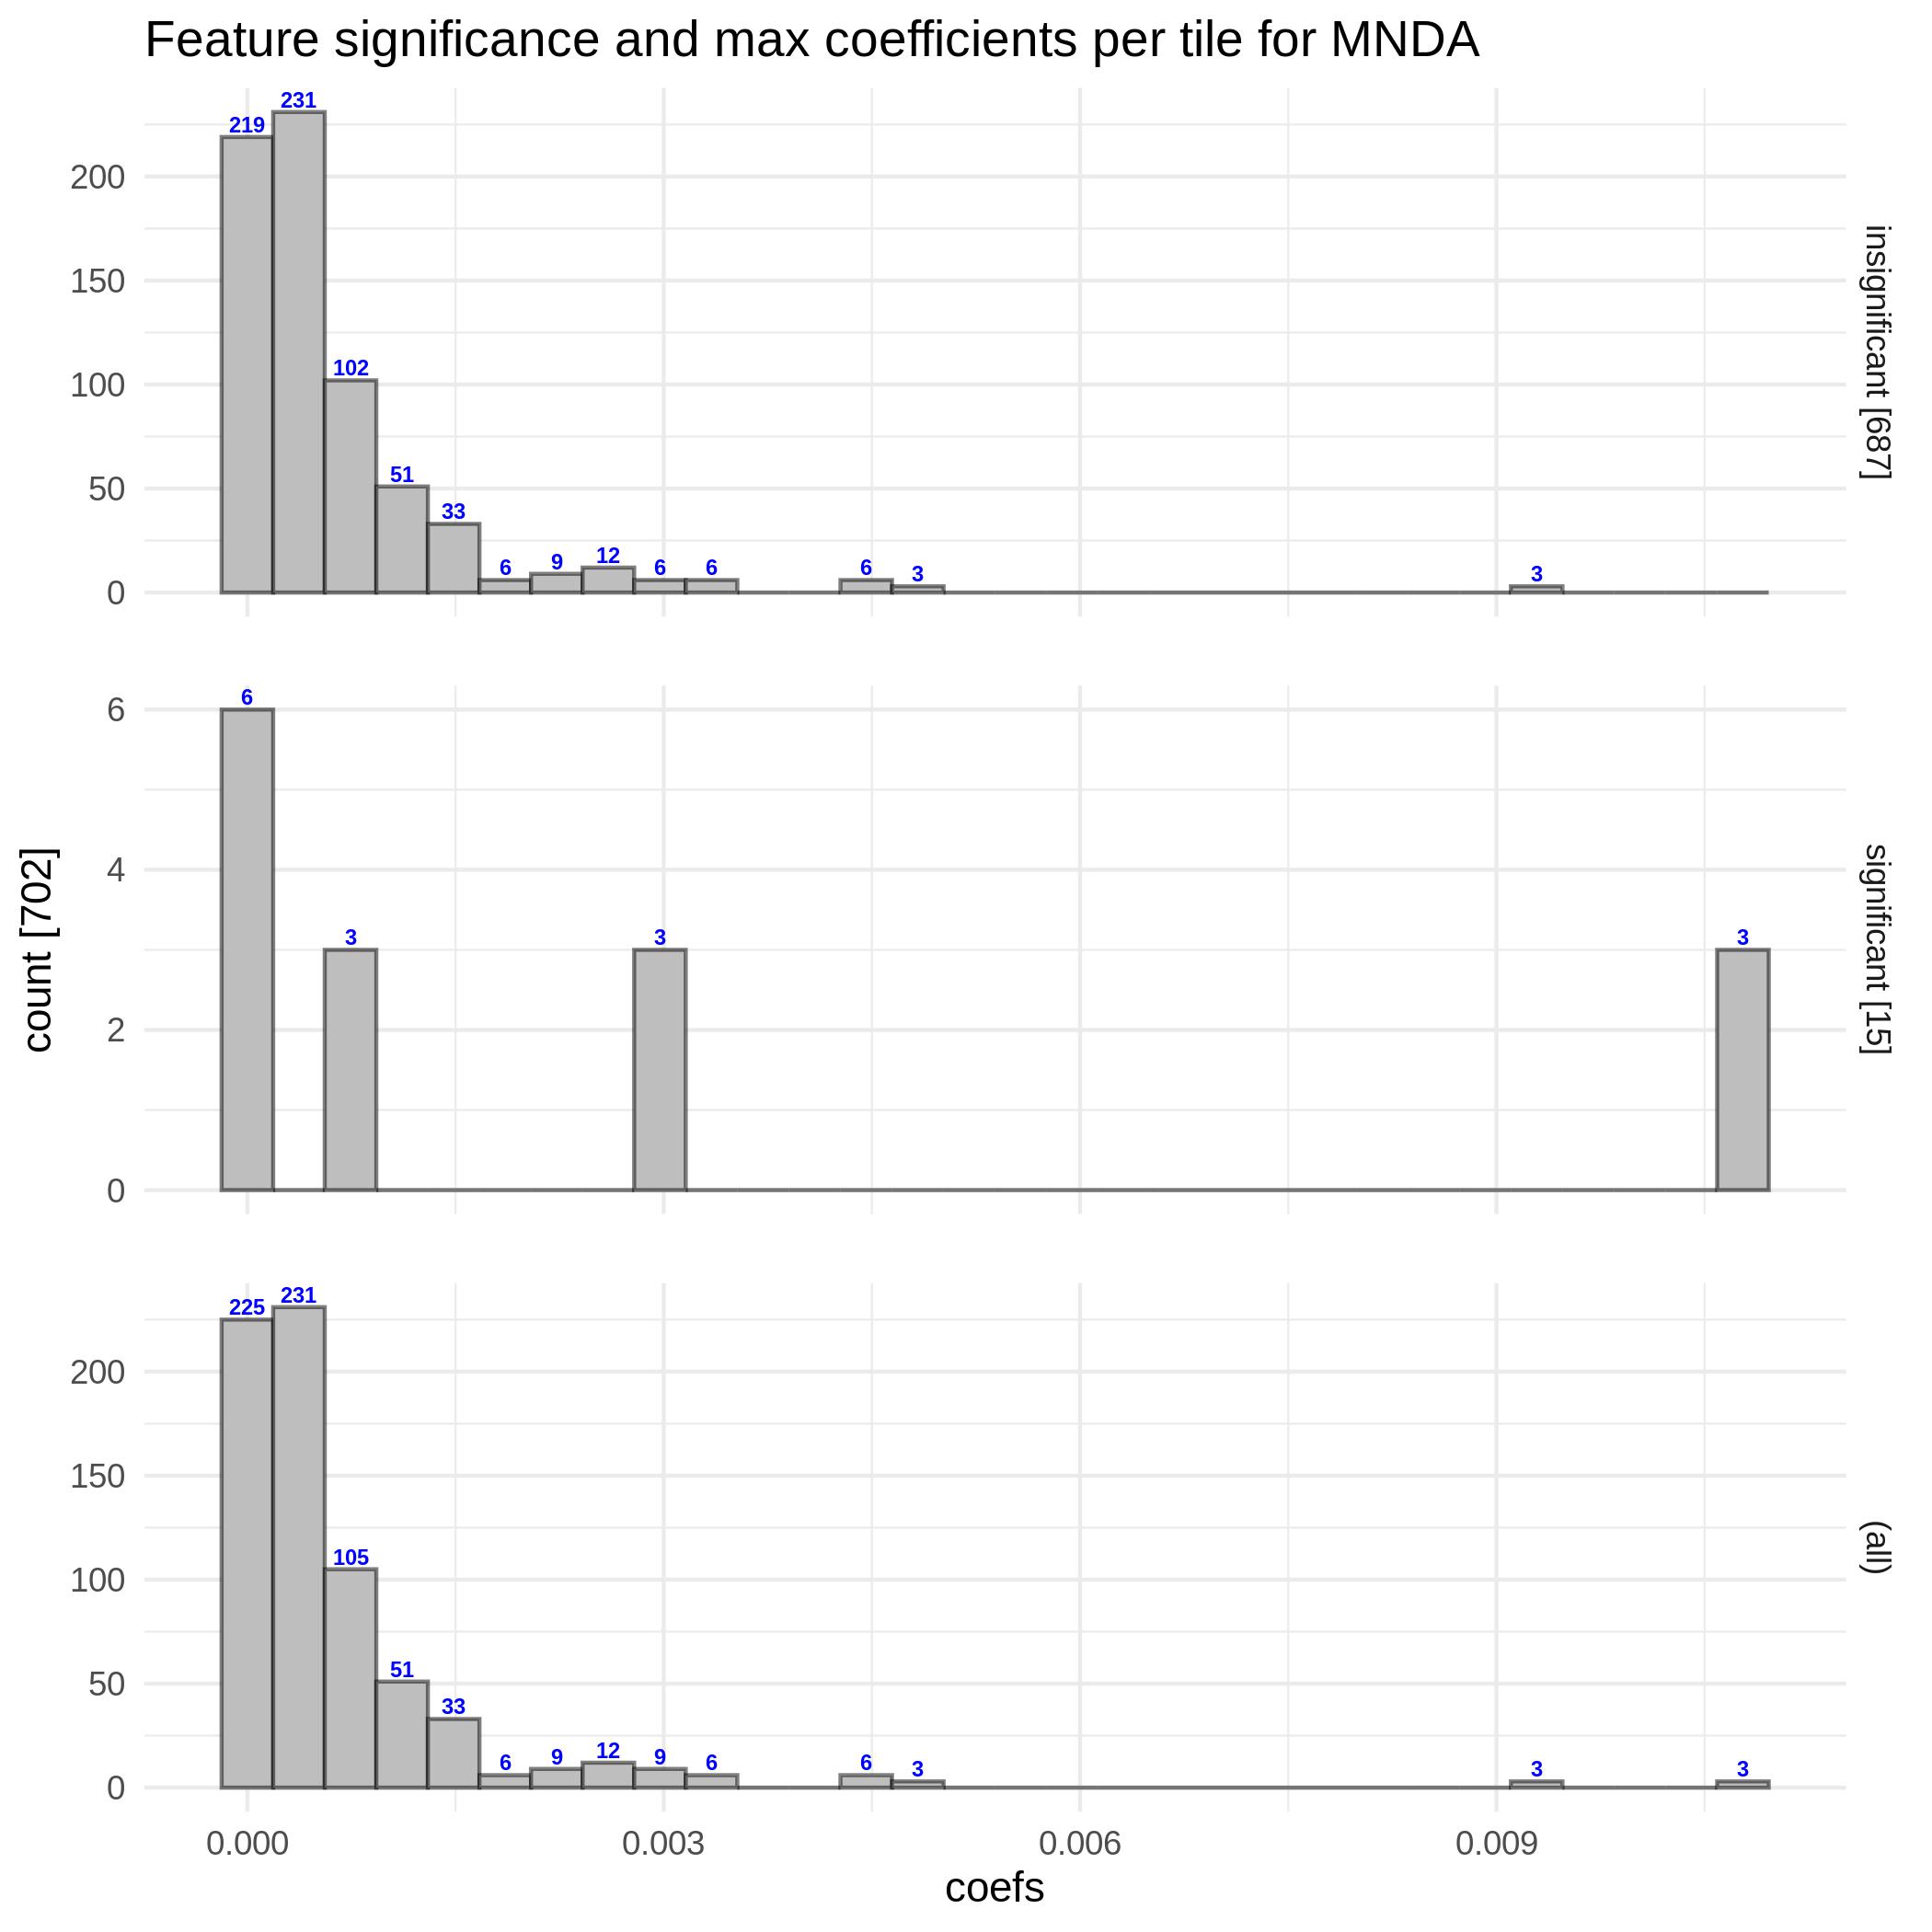 Feature significance and max coefficients per tile for MNDA
219 231 102 51 33 6 9 12 6 6 6 3 3
200
150
100
50
0
insignificant [687]
6 3 3 3
6
4
2
0
significant [15]
count [702]
225 231 105 51 33 6 9 12 9 6 6 3 3 3
200
150
100
50
0
(all)
0.000 0.003 0.006 0.009
coefs